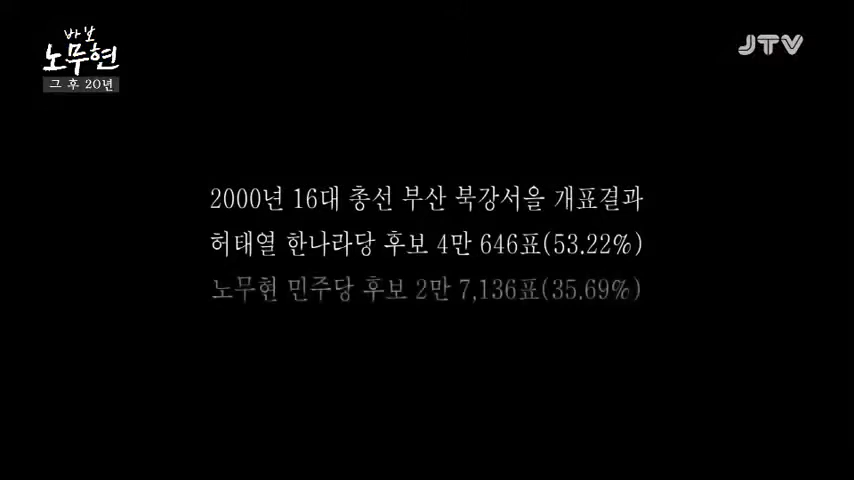 바보
노무현
그 후 20년
JTV
2000년 16대 총선 부산 북강서을 개표결과
허태열 한나라당 후보 4만 646표(53.22%)
노무현 민주당 후보 2만 7,136표(35.69%)